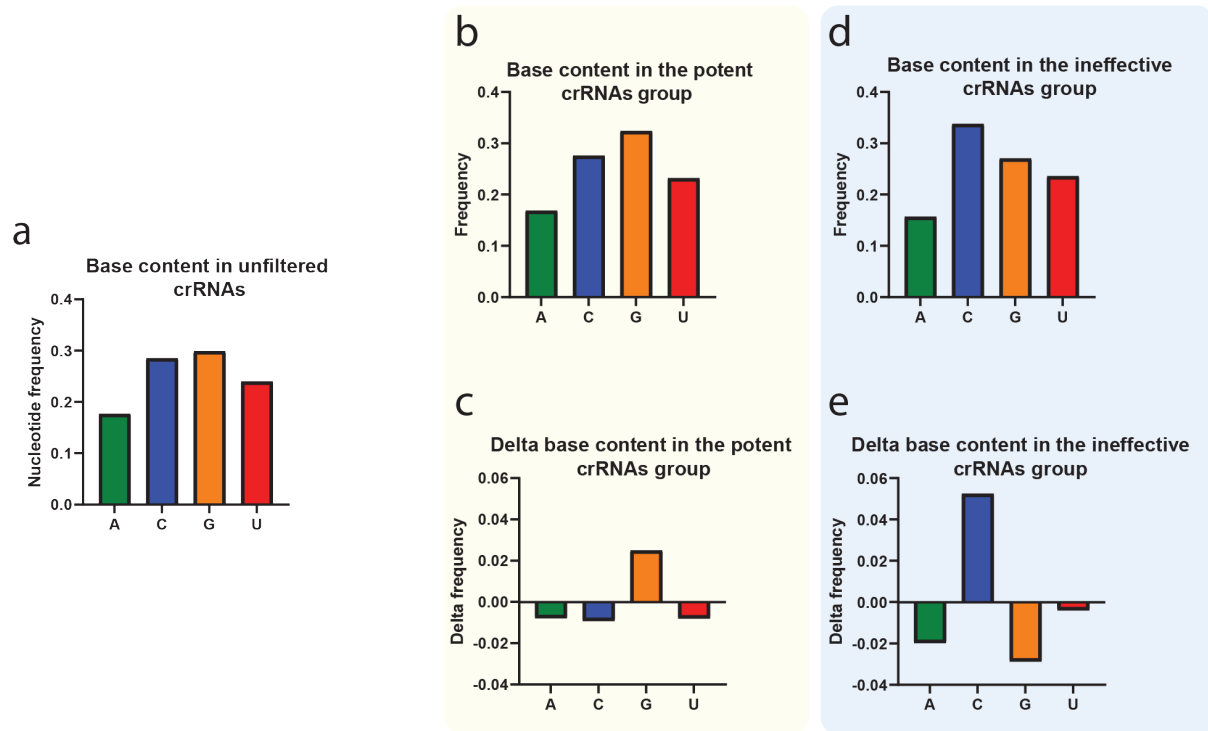 a
Base content in unfiltered
crRNAs
Nucleotide frequency
0.4
0.3
0.2
0.1
0.0
A C G U
b
Base content in the potent
crRNAs group
Frequency
0.4
0.3
0.2
0.1
0.0
A C G U
c
Delta base content in the potent
crRNAs group
Delta frequency
0.06
0.04
0.02
0.00
-0.02
-0.04
A C G U
d
Base content in the ineffective
crRNAs group
Frequency
0.4
0.3
0.2
0.1
0.0
A C G U
e
Delta base content in the ineffective
crRNAs group
Delta frequency
0.06
0.04
0.02
0.00
-0.02
-0.04
A C G U